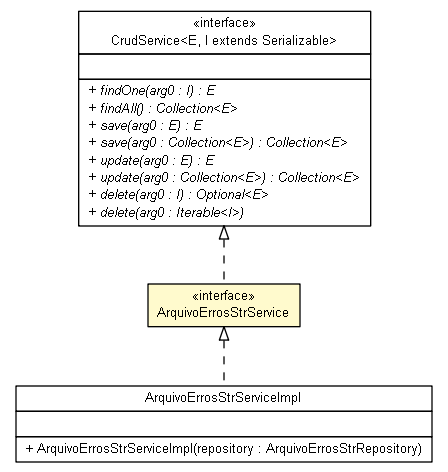 «interface»
CrudService<E, I extends Serializable>
+ findOne(arg0 : I) : E
+ findAll() : Collection<E>
+ save(arg0 : E) : E
+ save(arg0 : Collection<E>) : Collection<E>
+ update(arg0 : E) : E
+ update(arg0 : Collection<E>) : Collection<E>
+ delete(arg0 : I) : Optional<E>
+ delete(arg0 : Iterable<I>)
«interface»
ArquivoErrosStrService
ArquivoErrosStrServiceImpl
+ ArquivoErrosStrServiceImpl(repository : ArquivoErrosStrRepository)